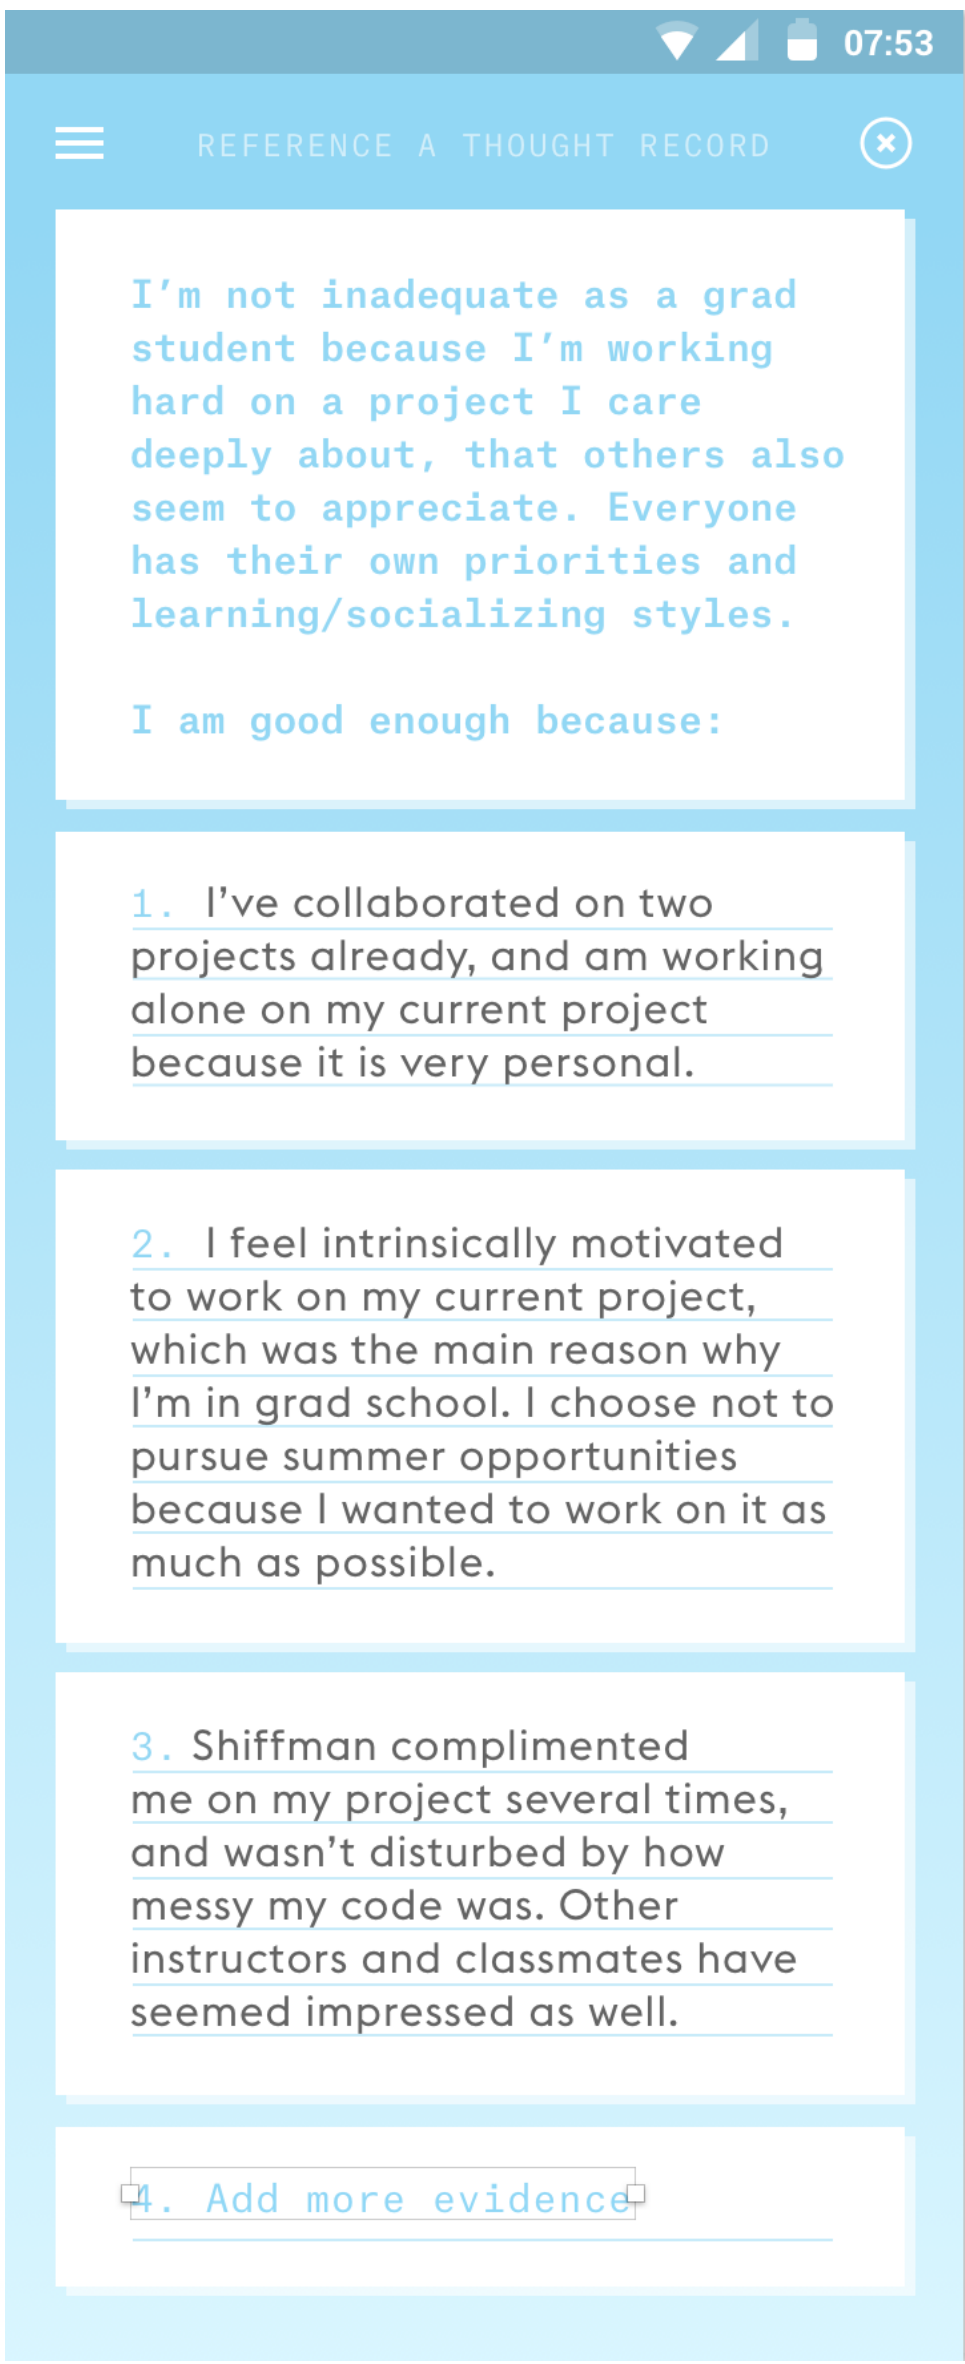 07:53
REFERENCE A THOUGHT RECORD
I’m not inadequate as a grad
student because I’m working
hard on a project I care
deeply about, that others also
seem to appreciate. Everyone
has their own priorities and
learning/socializing styles.
I am good enough because:
1. I’ve collaborated on two
projects already, and am working
alone on my current project
because it is very personal.
2. I feel intrinsically motivated
to work on my current project,
which was the main reason why
I’m in grad school. I choose not to
pursue summer opportunities
because I wanted to work on it as
much as possible.
3. Shiffman complimented
me on my project several times,
and wasn’t disturbed by how
messy my code was. Other
instructors and classmates have
seemed impressed as well.
4. Add more evidence